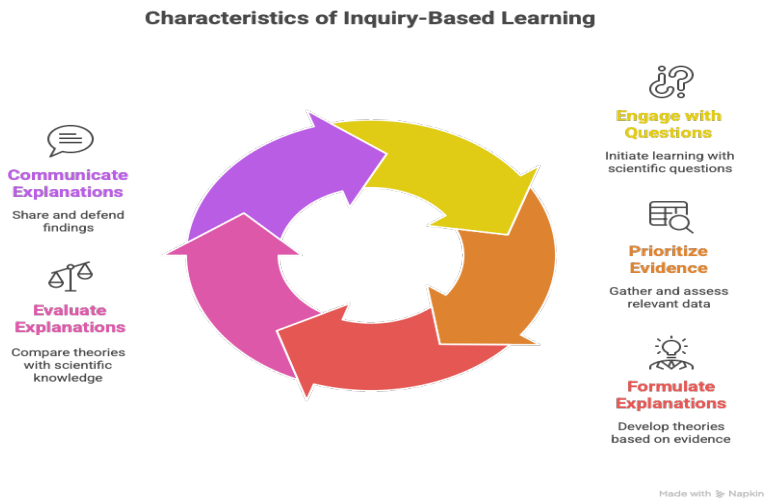 Characteristics of Inquiry-Based Learning
Engage with
Questions
Initiate learning with
scientific questions
Prioritize
Evidence
Gather and assess
relevant data
Formulate
Explanations
Develop theories
based on evidence
Evaluate
Explanations
Compare theories
with scientific
knowledge
Communicate
Explanations
Share and defend
findings
Made with Napkin